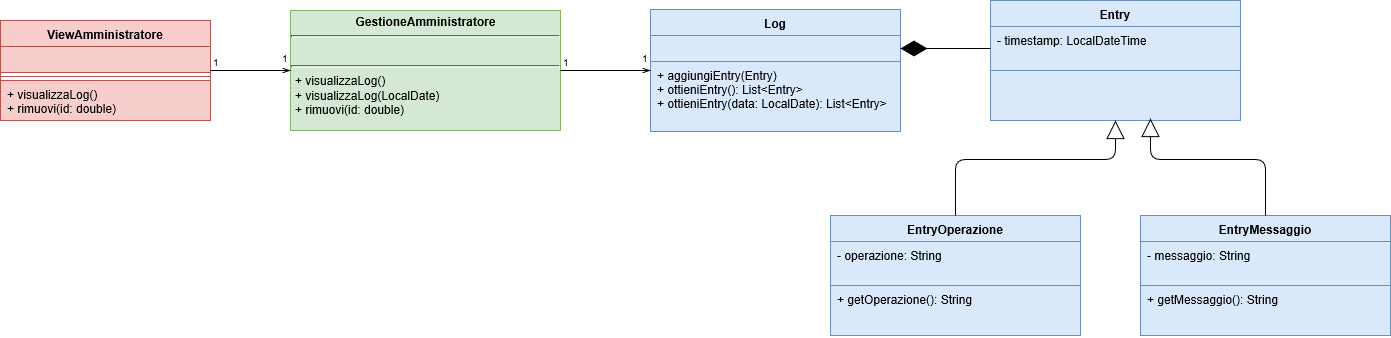 ViewAmministratore
+ visualizzaLog()
+ rimuovi(id: double)
1
1
GestioneAmministratore
+ visualizzaLog()
+ visualizzaLog(LocalDate)
+ rimuovi(id: double)
1
1
Log
+ aggiungiEntry(Entry)
+ ottieniEntry(): List<Entry>
+ ottieniEntry(data: LocalDate): List<Entry>
Entry
- timestamp: LocalDateTime
EntryOperazione
- operazione: String
+ getOperazione(): String
EntryMessaggio
- messaggio: String
+ getMessaggio(): String